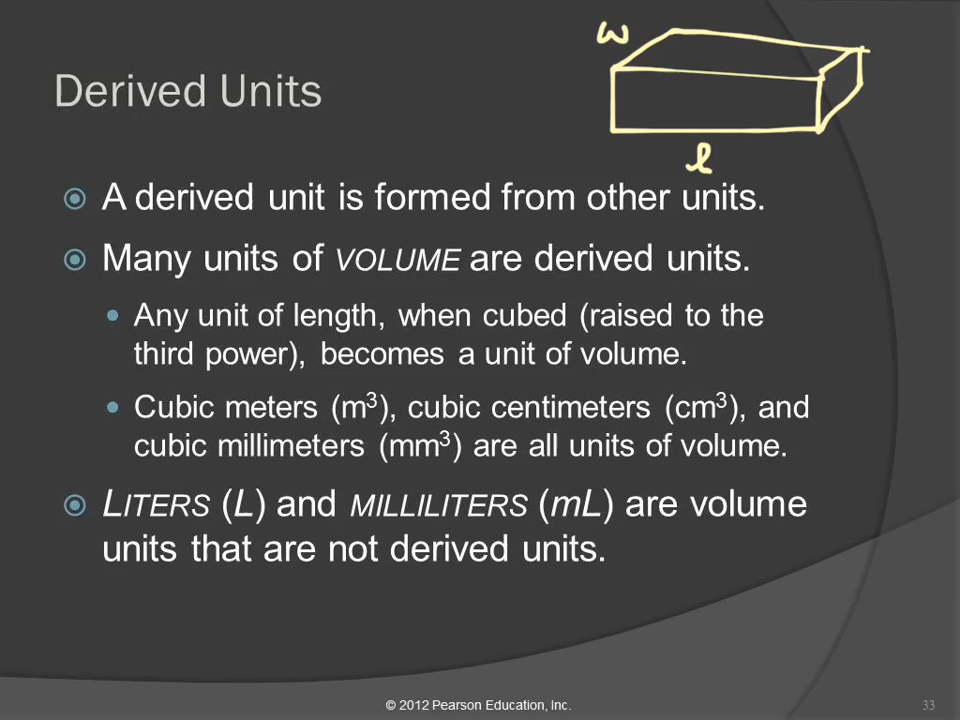 w
Derived Units
l
A derived unit is formed from other units.
Many units of VOLUME are derived units.
Any unit of length, when cubed (raised to the
third power), becomes a unit of volume.
Cubic meters (m³), cubic centimeters (cm³), and
cubic millimeters (mm³) are all units of volume.
LITERS (L) and MILLILITERS (mL) are volume
units that are not derived units.
© 2012 Pearson Education, Inc.
33